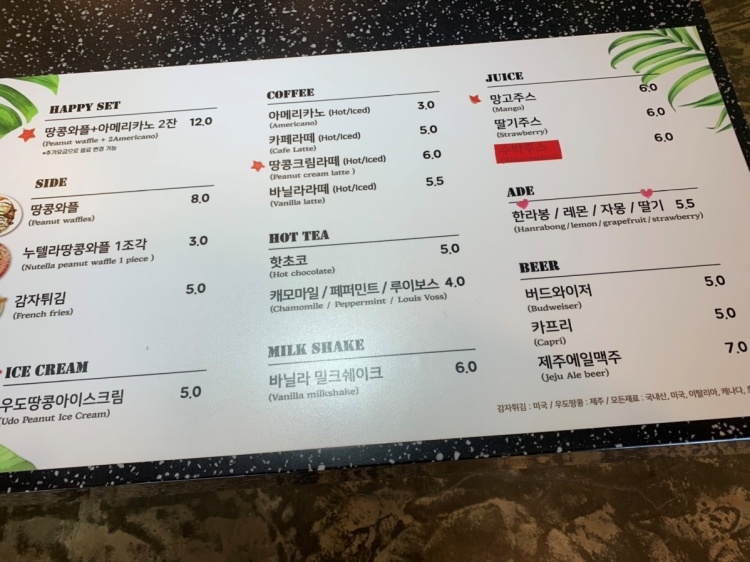 HAPPY SET
땅콩와플+아메리카노 2잔 12.0
(Peanut waffle + 2Americano)
*추가요금으로 음료 변경 가능
SIDE
땅콩와플 8.0
(Peanut waffles)
누텔라땅콩와플 1조각 3.0
(Nutella peanut waffle 1 piece )
감자튀김 5.0
(French fries)
ICE CREAM
우도땅콩아이스크림 5.0
(Udo Peanut Ice Cream)
COFFEE
아메리카노 (Hot/Iced) 3.0
(Americano)
카페라떼 (Hot/Iced) 5.0
(Cafe Latte)
땅콩크림라떼 (Hot/Iced) 6.0
(Peanut cream latte )
바닐라라떼 (Hot/Iced) 5.5
(Vanilla latte)
HOT TEA
핫초코 5.0
(Hot chocolate)
캐모마일 / 페퍼민트 / 루이보스 4.0
(Chamomile / Peppermint / Louis Voss)
MILK SHAKE
바닐라 밀크쉐이크 6.0
(Vanilla milkshake)
JUICE
망고주스 6.0
(Mango)
딸기주스 6.0
(Strawberry)
수박주스 6.0
ADE
한라봉 / 레몬 / 자몽 / 딸기 5.5
(Hanrabong/lemon/grapefruit/strawberry)
BEER
버드와이저 5.0
(Budweiser)
카프리 5.0
(Capri)
제주에일맥주 7.0
(Jeju Ale beer)
감자튀김 : 미국 / 우도땅콩 : 제주 / 모든재료 : 국내산, 미국, 이탈리아, 캐나다,